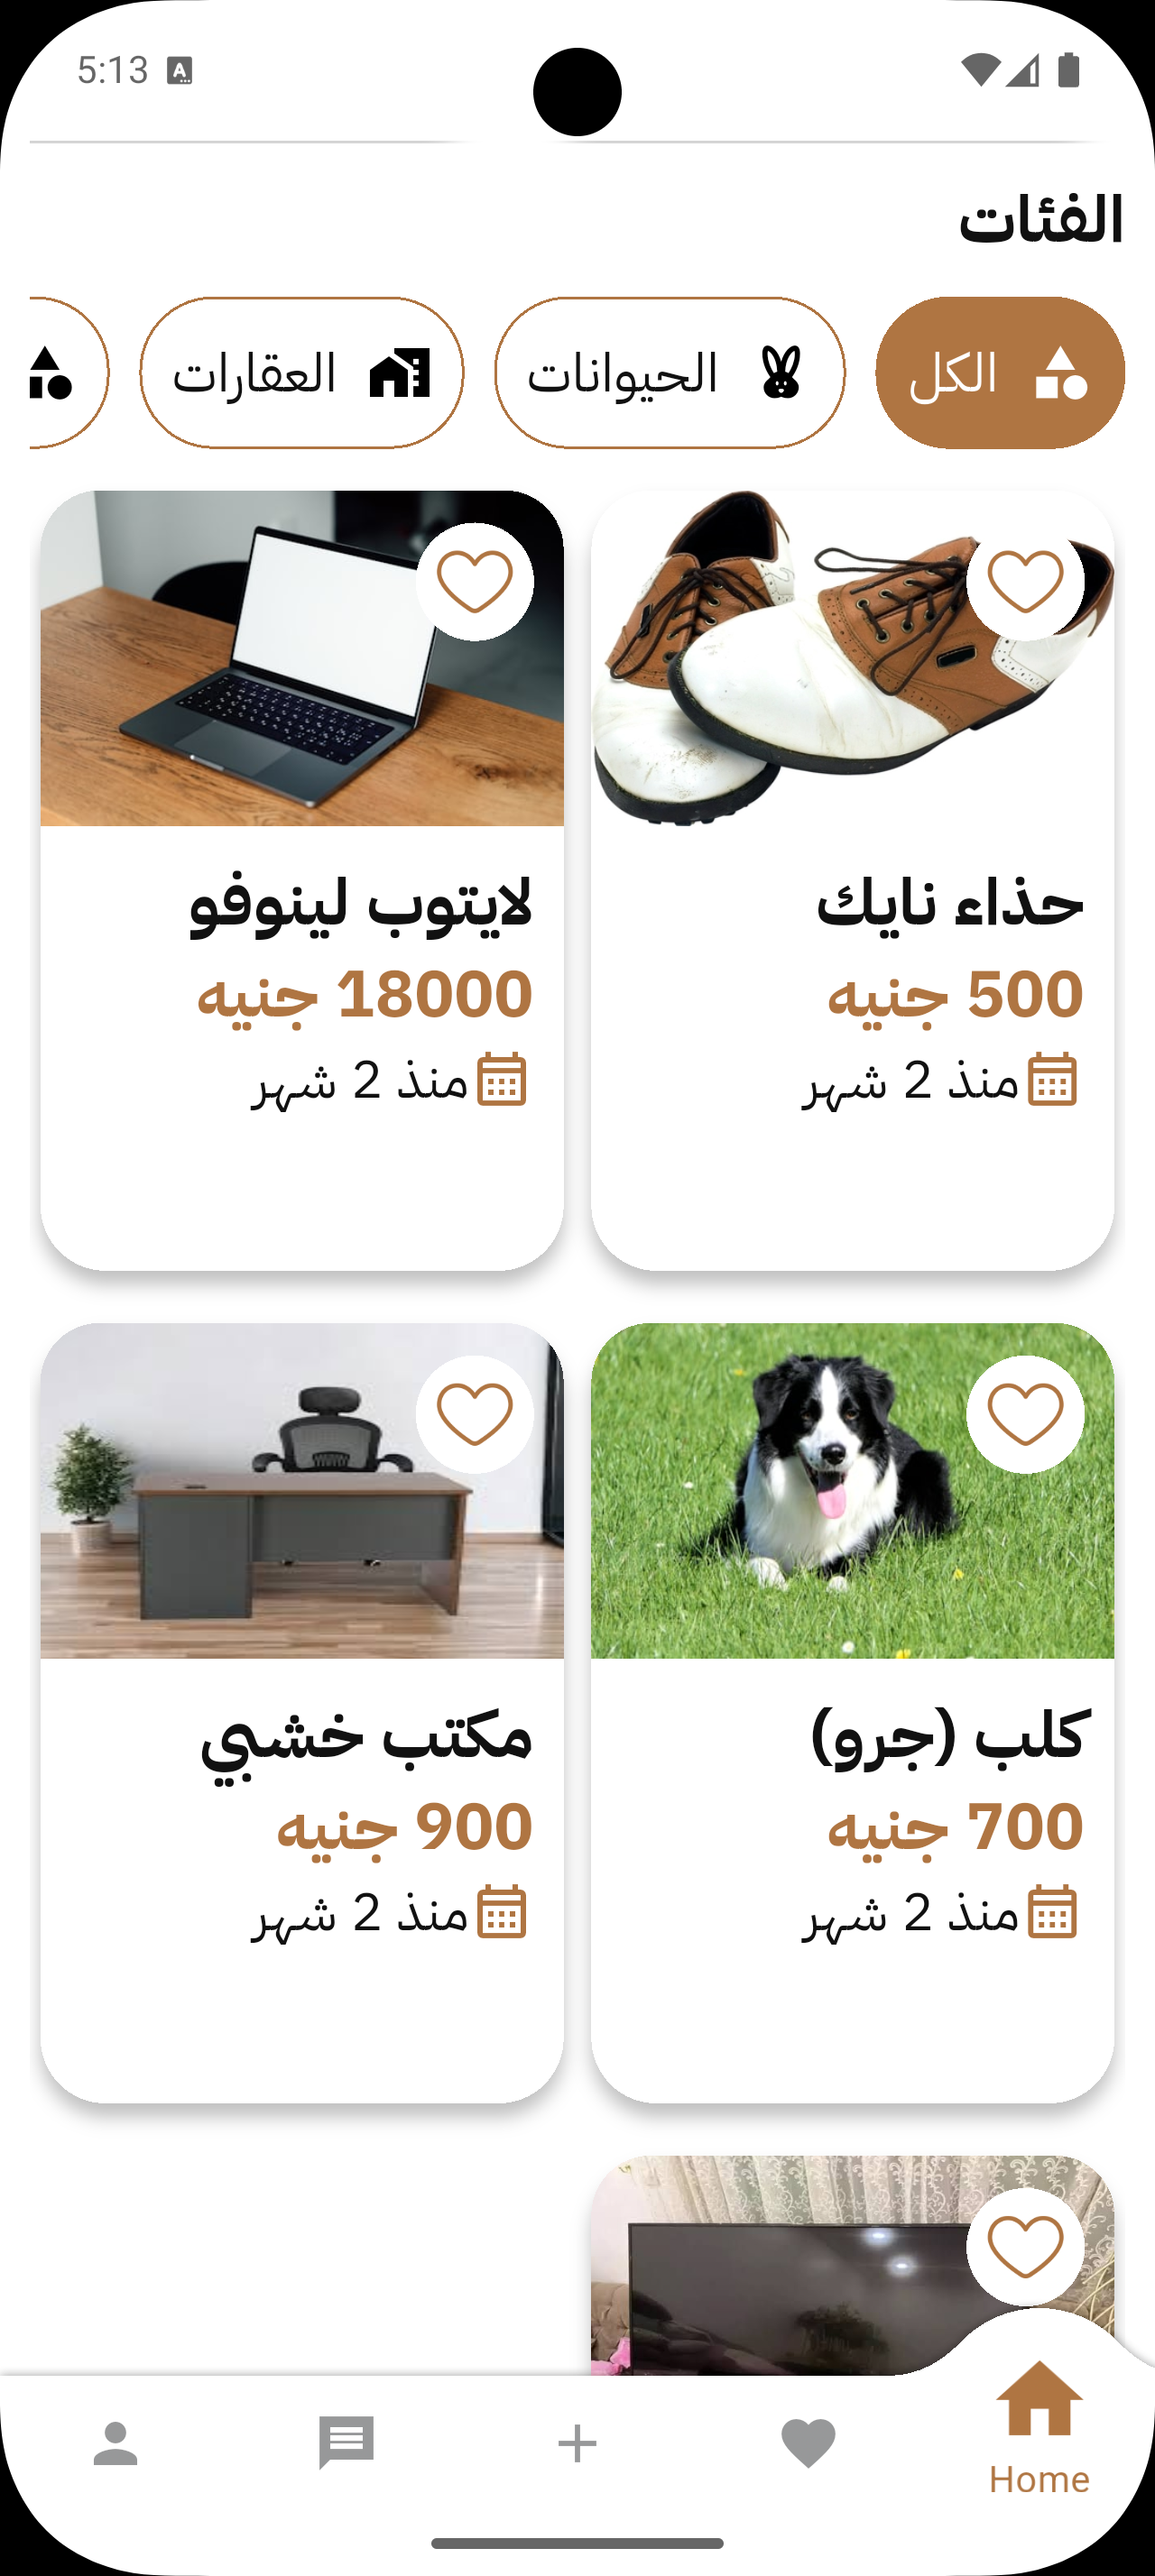 5:13
الفئات
الكل
الحيوانات
العقارات
حذاء نايك
500 جنيه
منذ 2 شهر
لايتوب لينوفو
18000 جنيه
منذ 2 شهر
كلب (جرو)
700 جنيه
منذ 2 شهر
مكتب خشبي
900 جنيه
منذ 2 شهر
Home